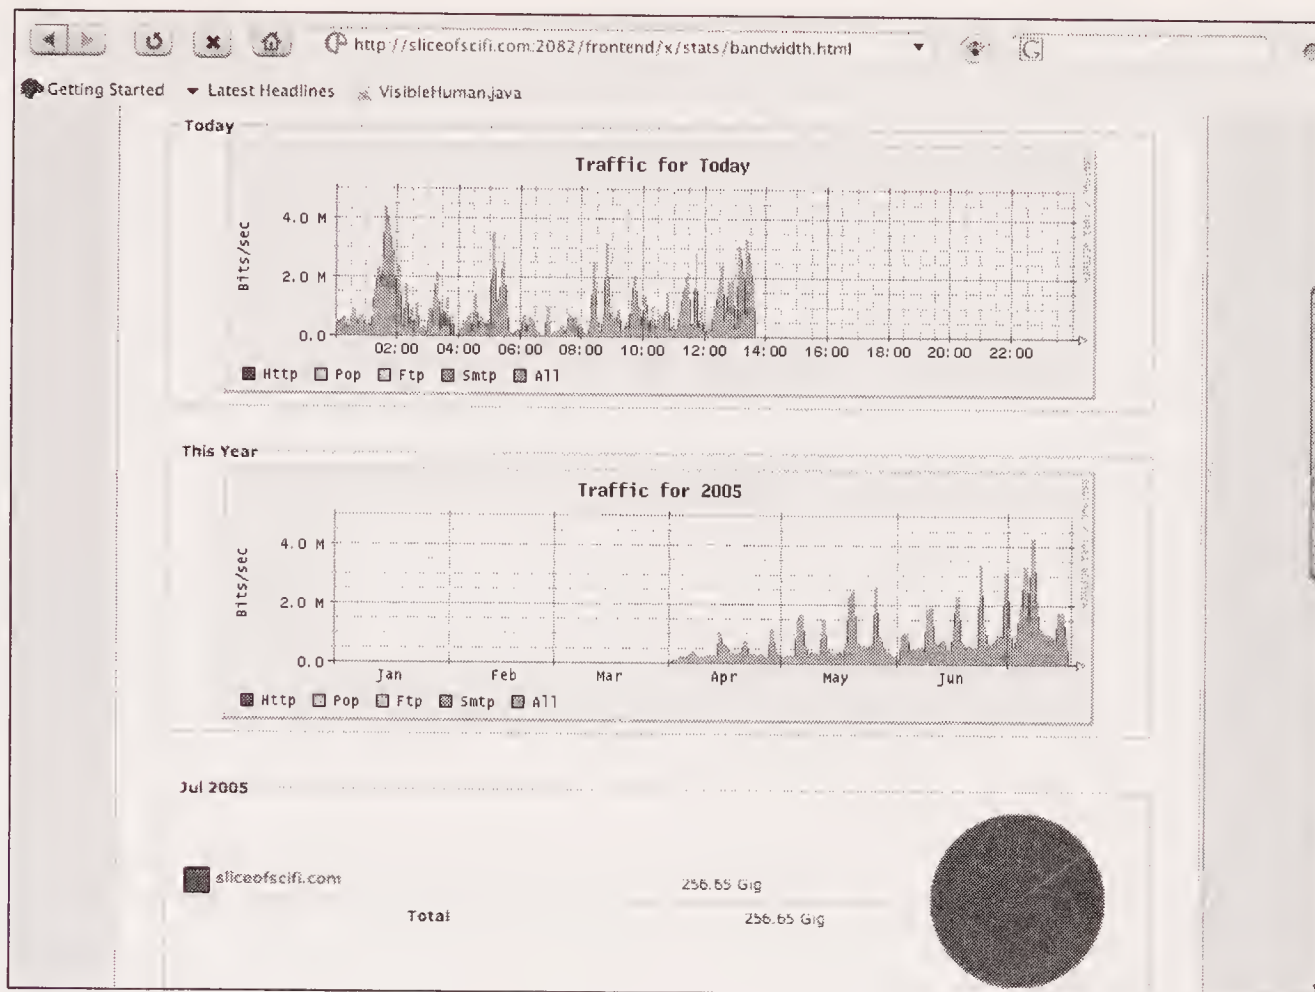 http://sliceofscifi.com:2082/frontend/x/stats/bandwidth.html
G
Getting Started
Latest Headlines
VisibleHuman.java
Today
Traffic for Today
Bits/sec
4.0 M
2.0 M
0.0
02:00 04:00 06:00 08:00 10:00 12:00 14:00 16:00 18:00 20:00 22:00
Http Pop Ftp Smtp All
This Year
Traffic for 2005
Bits/sec
4.0 M
2.0 M
0.0
Jan Feb Mar Apr May Jun
Http Pop Ftp Smtp All
Jul 2005
sliceofscifi.com 256.65 Gig
Total 256.65 Gig